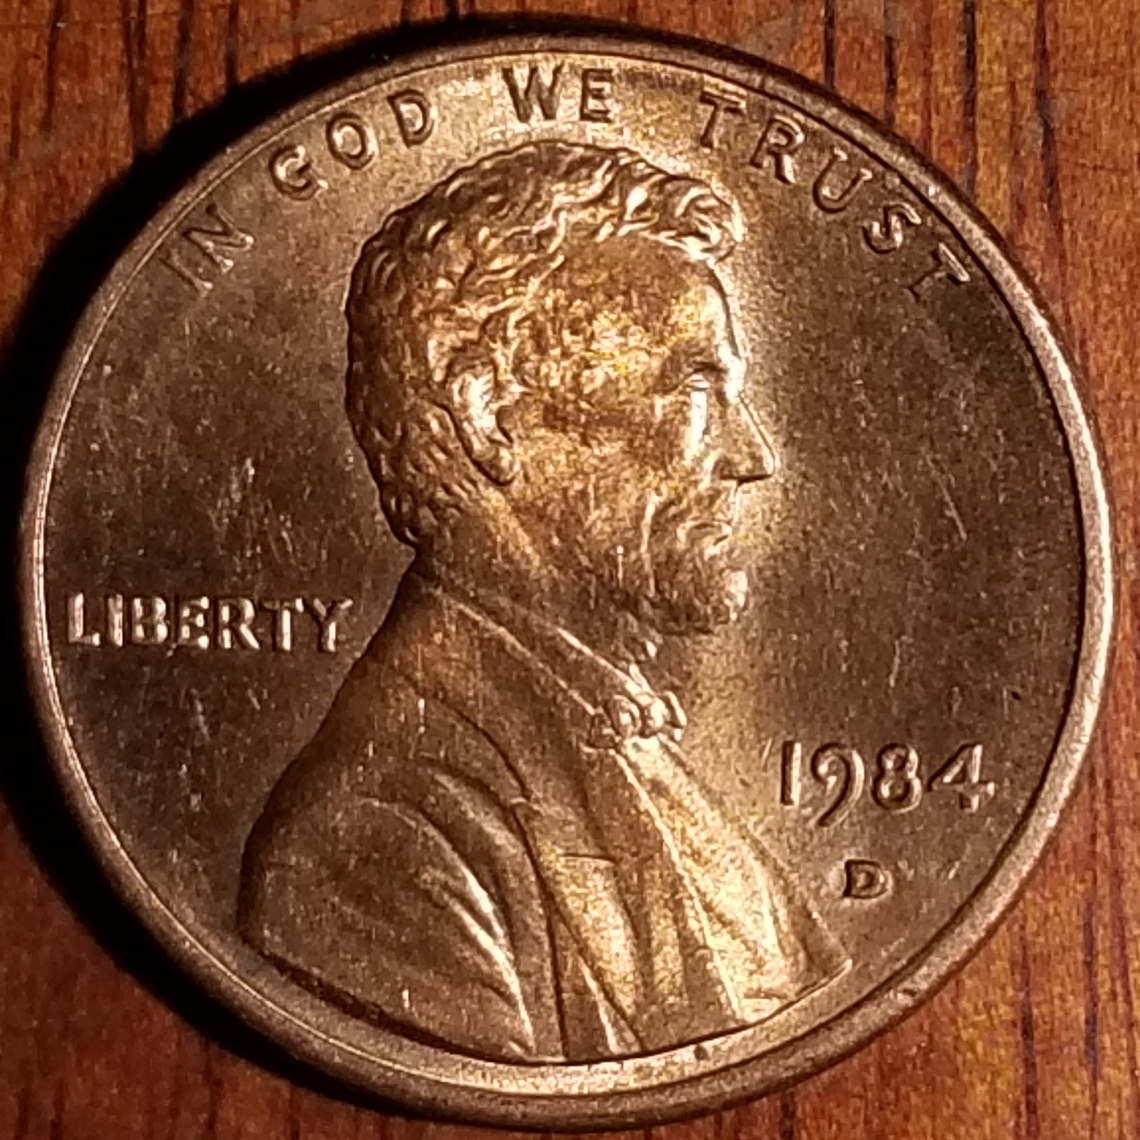 IN GOD WE TRUST
LIBERTY
1984
D